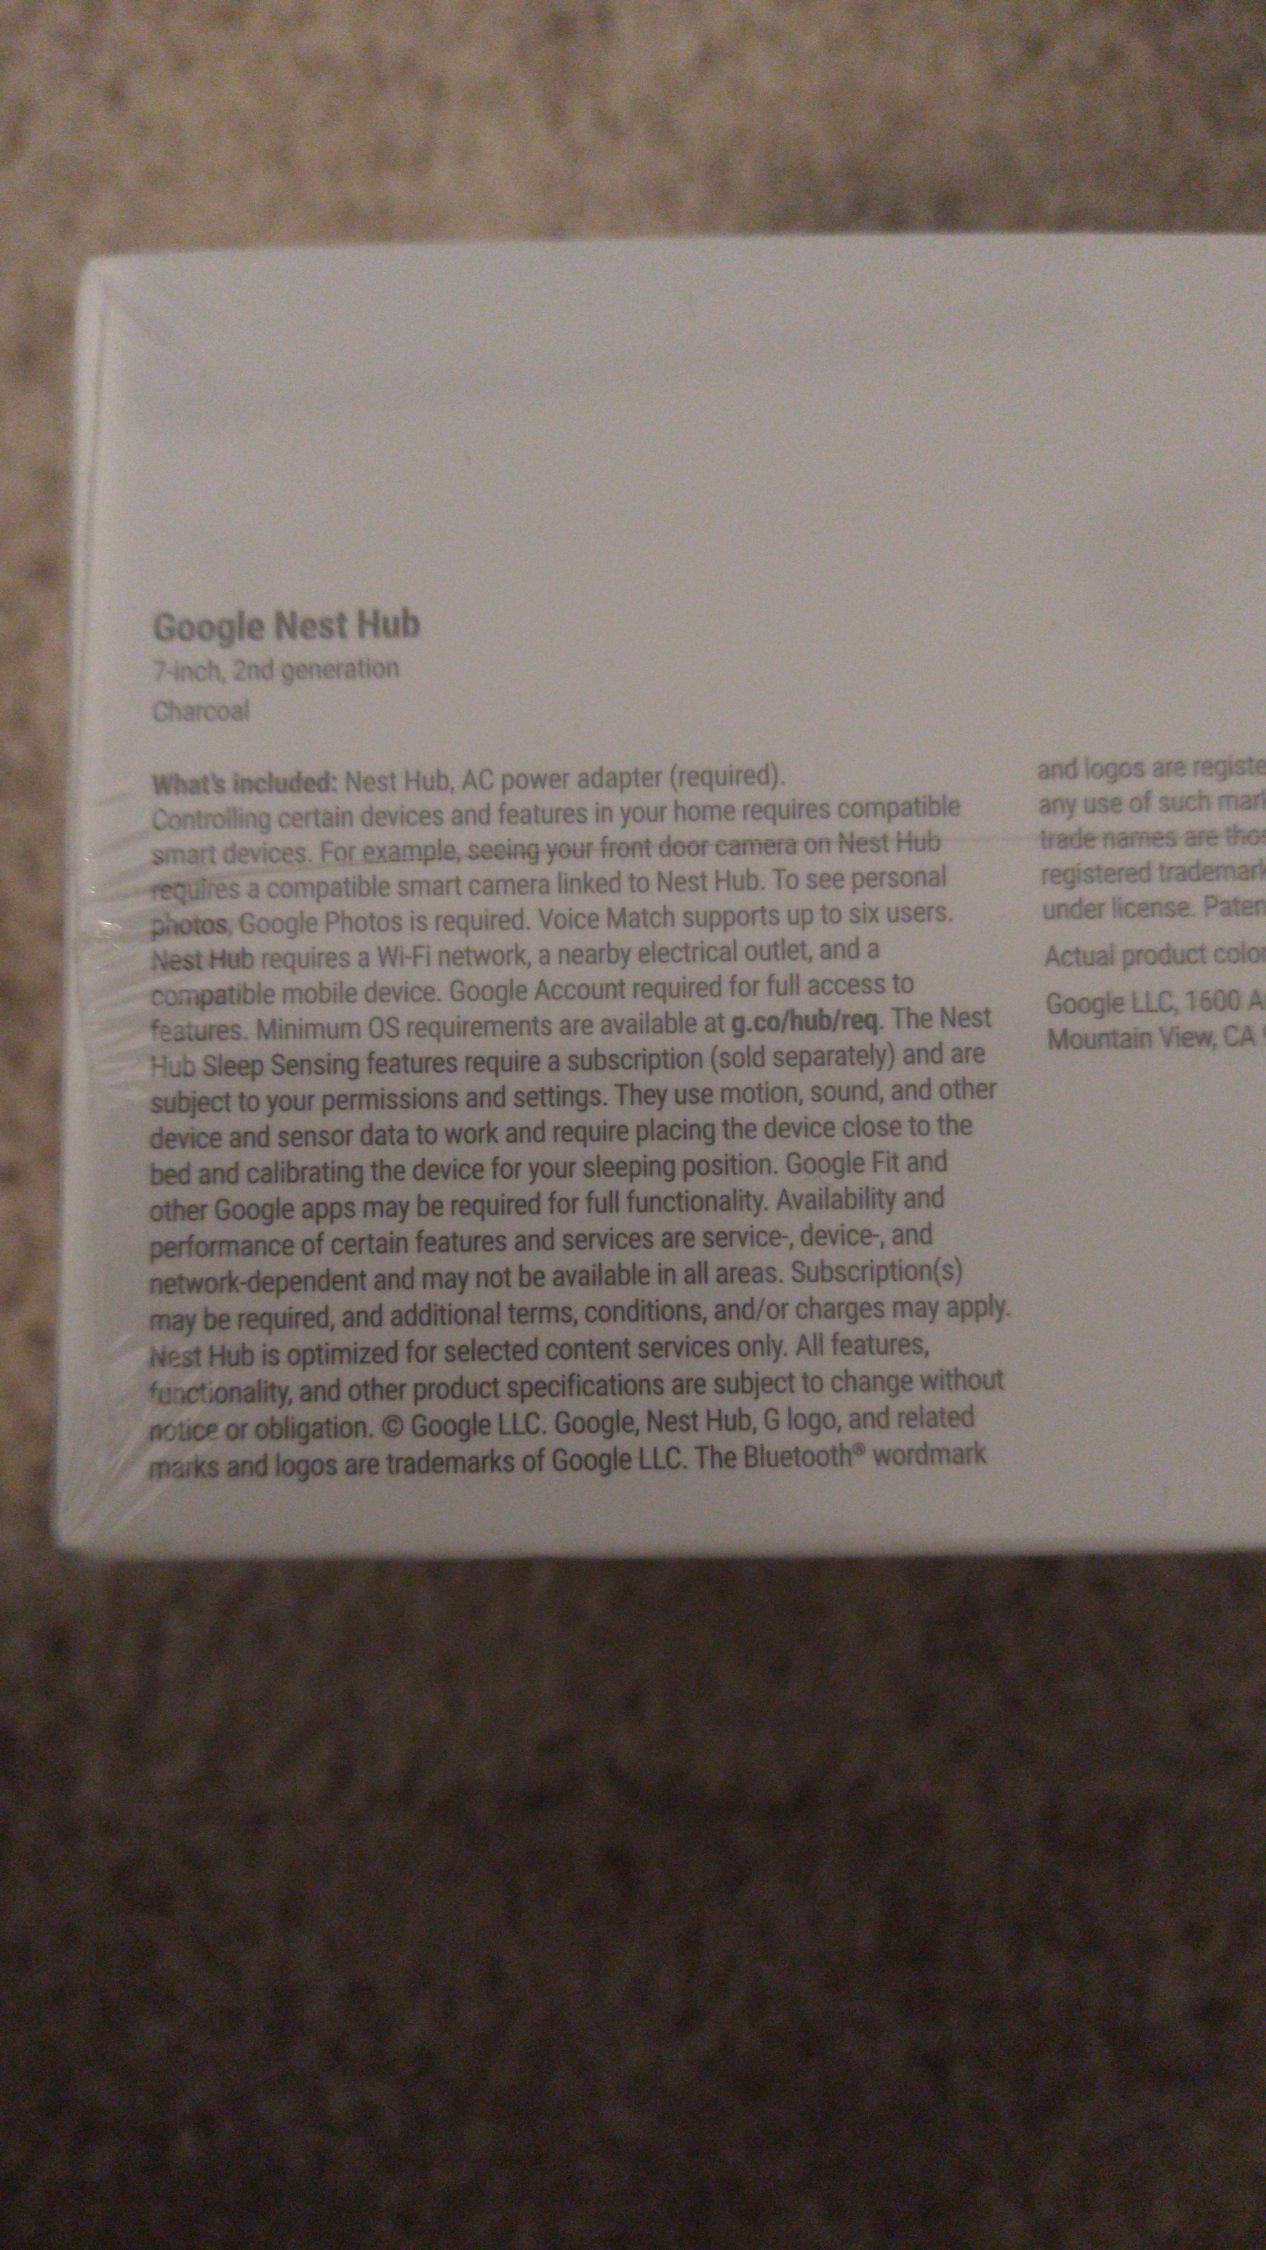 Google Nest Hub
7-inch, 2nd generation
Charcoal
What's included: Nest Hub, AC power adapter (required).
Controlling certain devices and features in your home requires compatible
smart devices. For example, seeing your front door camera on Nest Hub
requires a compatible smart camera linked to Nest Hub. To see personal
photos, Google Photos is required. Voice Match supports up to six users.
Nest Hub requires a Wi-Fi network, a nearby electrical outlet, and a
compatible mobile device. Google Account required for full access to
features. Minimum OS requirements are available at g.co/hub/req. The Nest
Hub Sleep Sensing features require a subscription (sold separately) and are
subject to your permissions and settings. They use motion, sound, and other
device and sensor data to work and require placing the device close to the
bed and calibrating the device for your sleeping position. Google Fit and
other Google apps may be required for full functionality. Availability and
performance of certain features and services are service-, device-, and
network-dependent and may not be available in all areas. Subscription(s)
may be required, and additional terms, conditions, and/or charges may apply.
Nest Hub is optimized for selected content services only. All features,
functionality, and other product specifications are subject to change without
notice or obligation. © Google LLC. Google, Nest Hub, G logo, and related
marks and logos are trademarks of Google LLC. The Bluetooth® wordmark
and logos are registe
any use of such mar
trade names are tho
registered trademar
under license. Paten
Actual product colo
Google LLC, 1600 A
Mountain View, CA